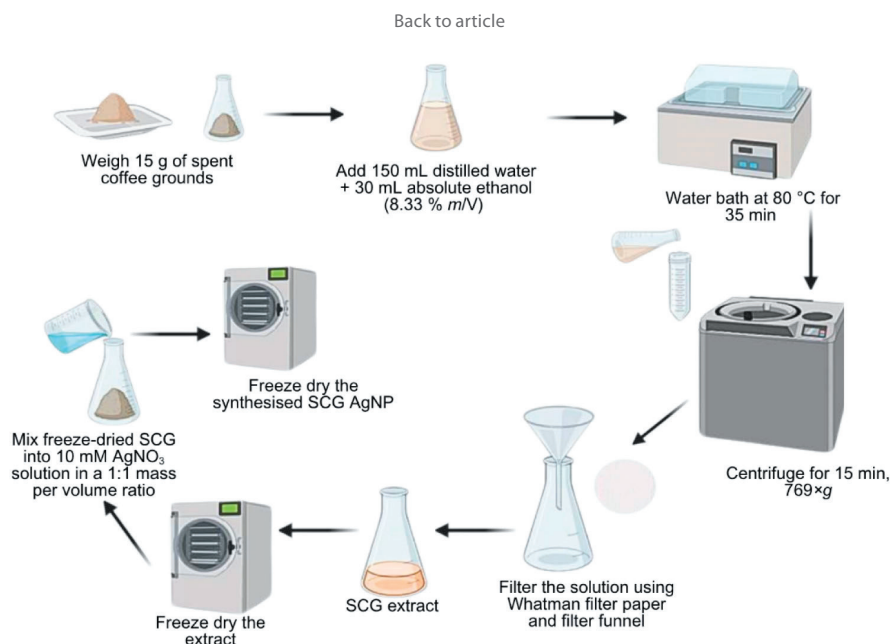 Back to article
Weigh 15 g of spent
coffee grounds
Add 150 mL distilled water
+ 30 mL absolute ethanol
(8.33 % m/V)
Water bath at 80 °C for
35 min
Centrifuge for 15 min,
769×g
Filter the solution using
Whatman filter paper
and filter funnel
SCG extract
Freeze dry the
extract
Mix freeze-dried SCG
into 10 mM AgNO₃
solution in a 1:1 mass
per volume ratio
Freeze dry the
synthesised SCG AgNP